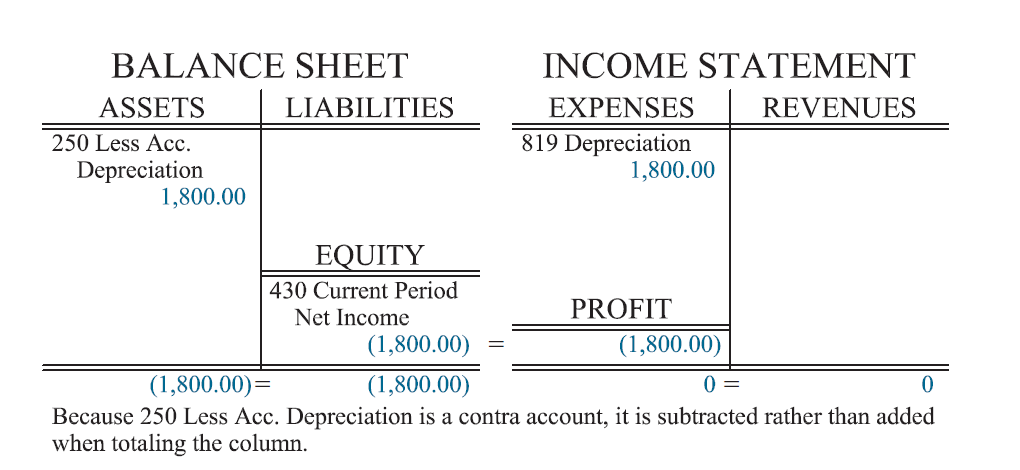 BALANCE SHEET
ASSETS
LIABILITIES
250 Less Acc.
Depreciation
1,800.00
EQUITY
430 Current Period
Net Income
(1,800.00) =
(1,800.00)=
(1,800.00)
INCOME STATEMENT
EXPENSES
REVENUES
819 Depreciation
1,800.00
PROFIT
(1,800.00)
0 =
0
Because 250 Less Acc. Depreciation is a contra account, it is subtracted rather than added
when totaling the column.